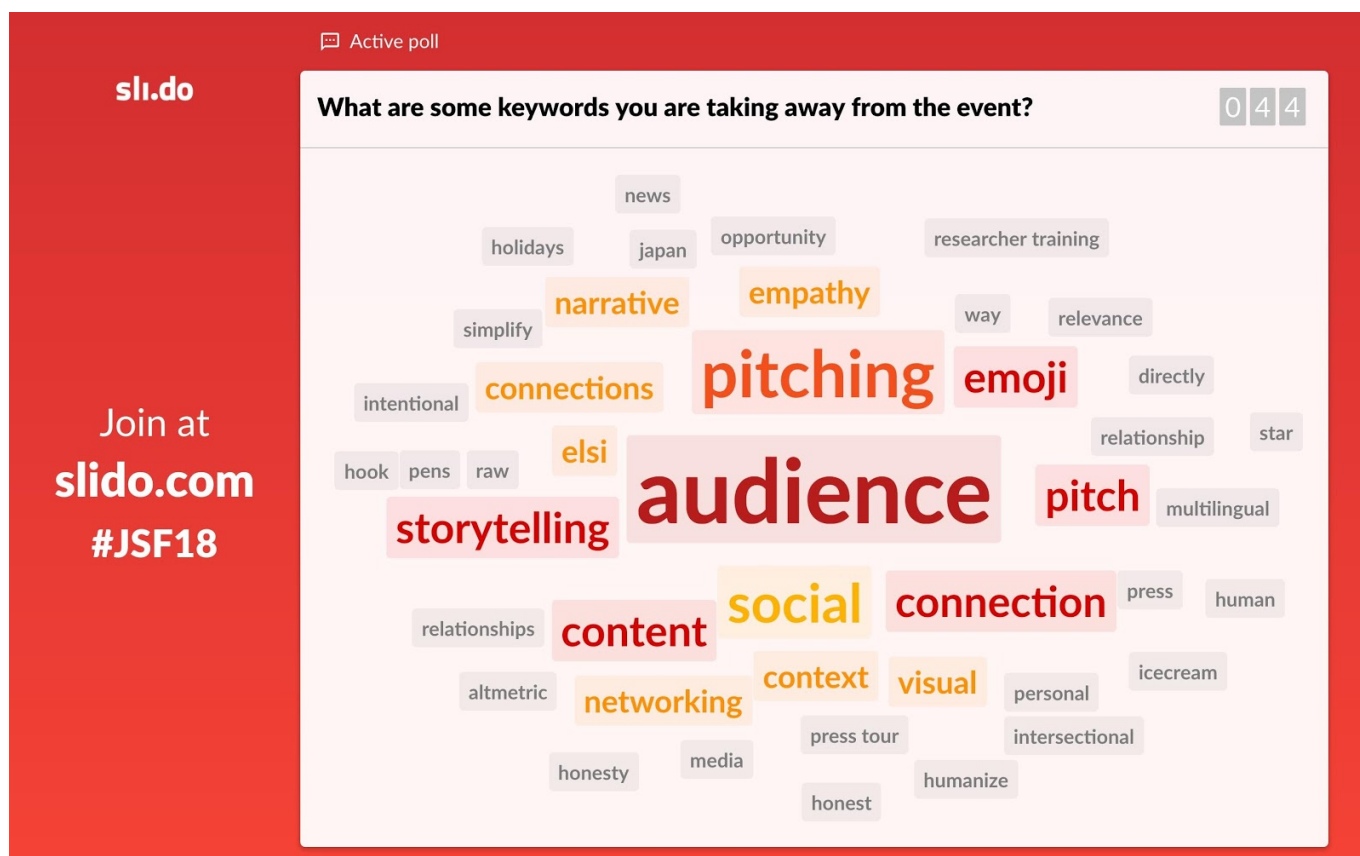 Active poll
sli.do
What are some keywords you are taking away from the event?
044
news
holidays
japan
opportunity
researcher training
narrative
empathy
simplify
way
relevance
pitching
emoji
directly
intentional
connections
relationship
star
elsi
hook
pens
raw
audience
pitch
multilingual
storytelling
social
connection
press
human
relationships
content
altmetric
networking
context
visual
personal
icecream
press tour
intersectional
honesty
media
humanize
honest
Join at
slido.com
#JSF18